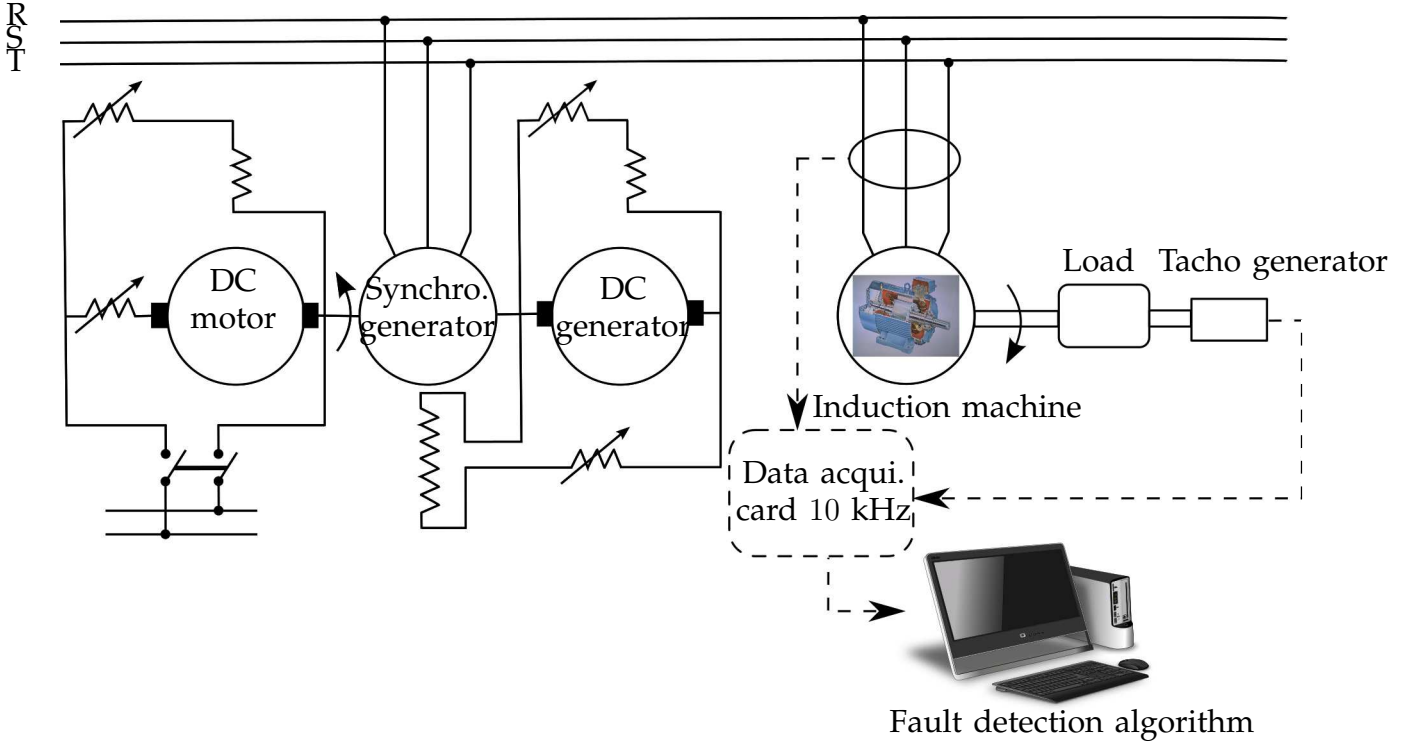 R
S
T
DC
motor
Synchro.
generator
DC
generator
Load
Tacho generator
Induction machine
Data acqui.
card 10 kHz
Fault detection algorithm